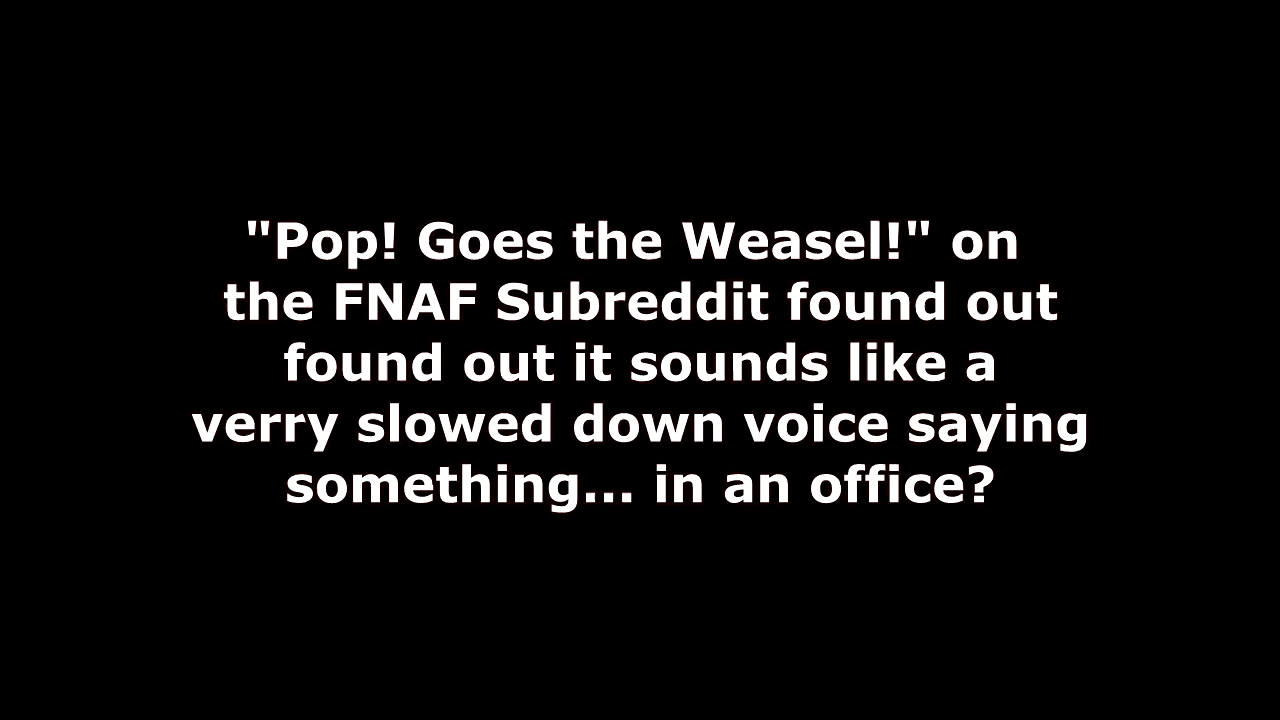 "Pop! Goes the Weasel!" on
the FNAF Subreddit found out
found out it sounds like a
verry slowed down voice saying
something... in an office?